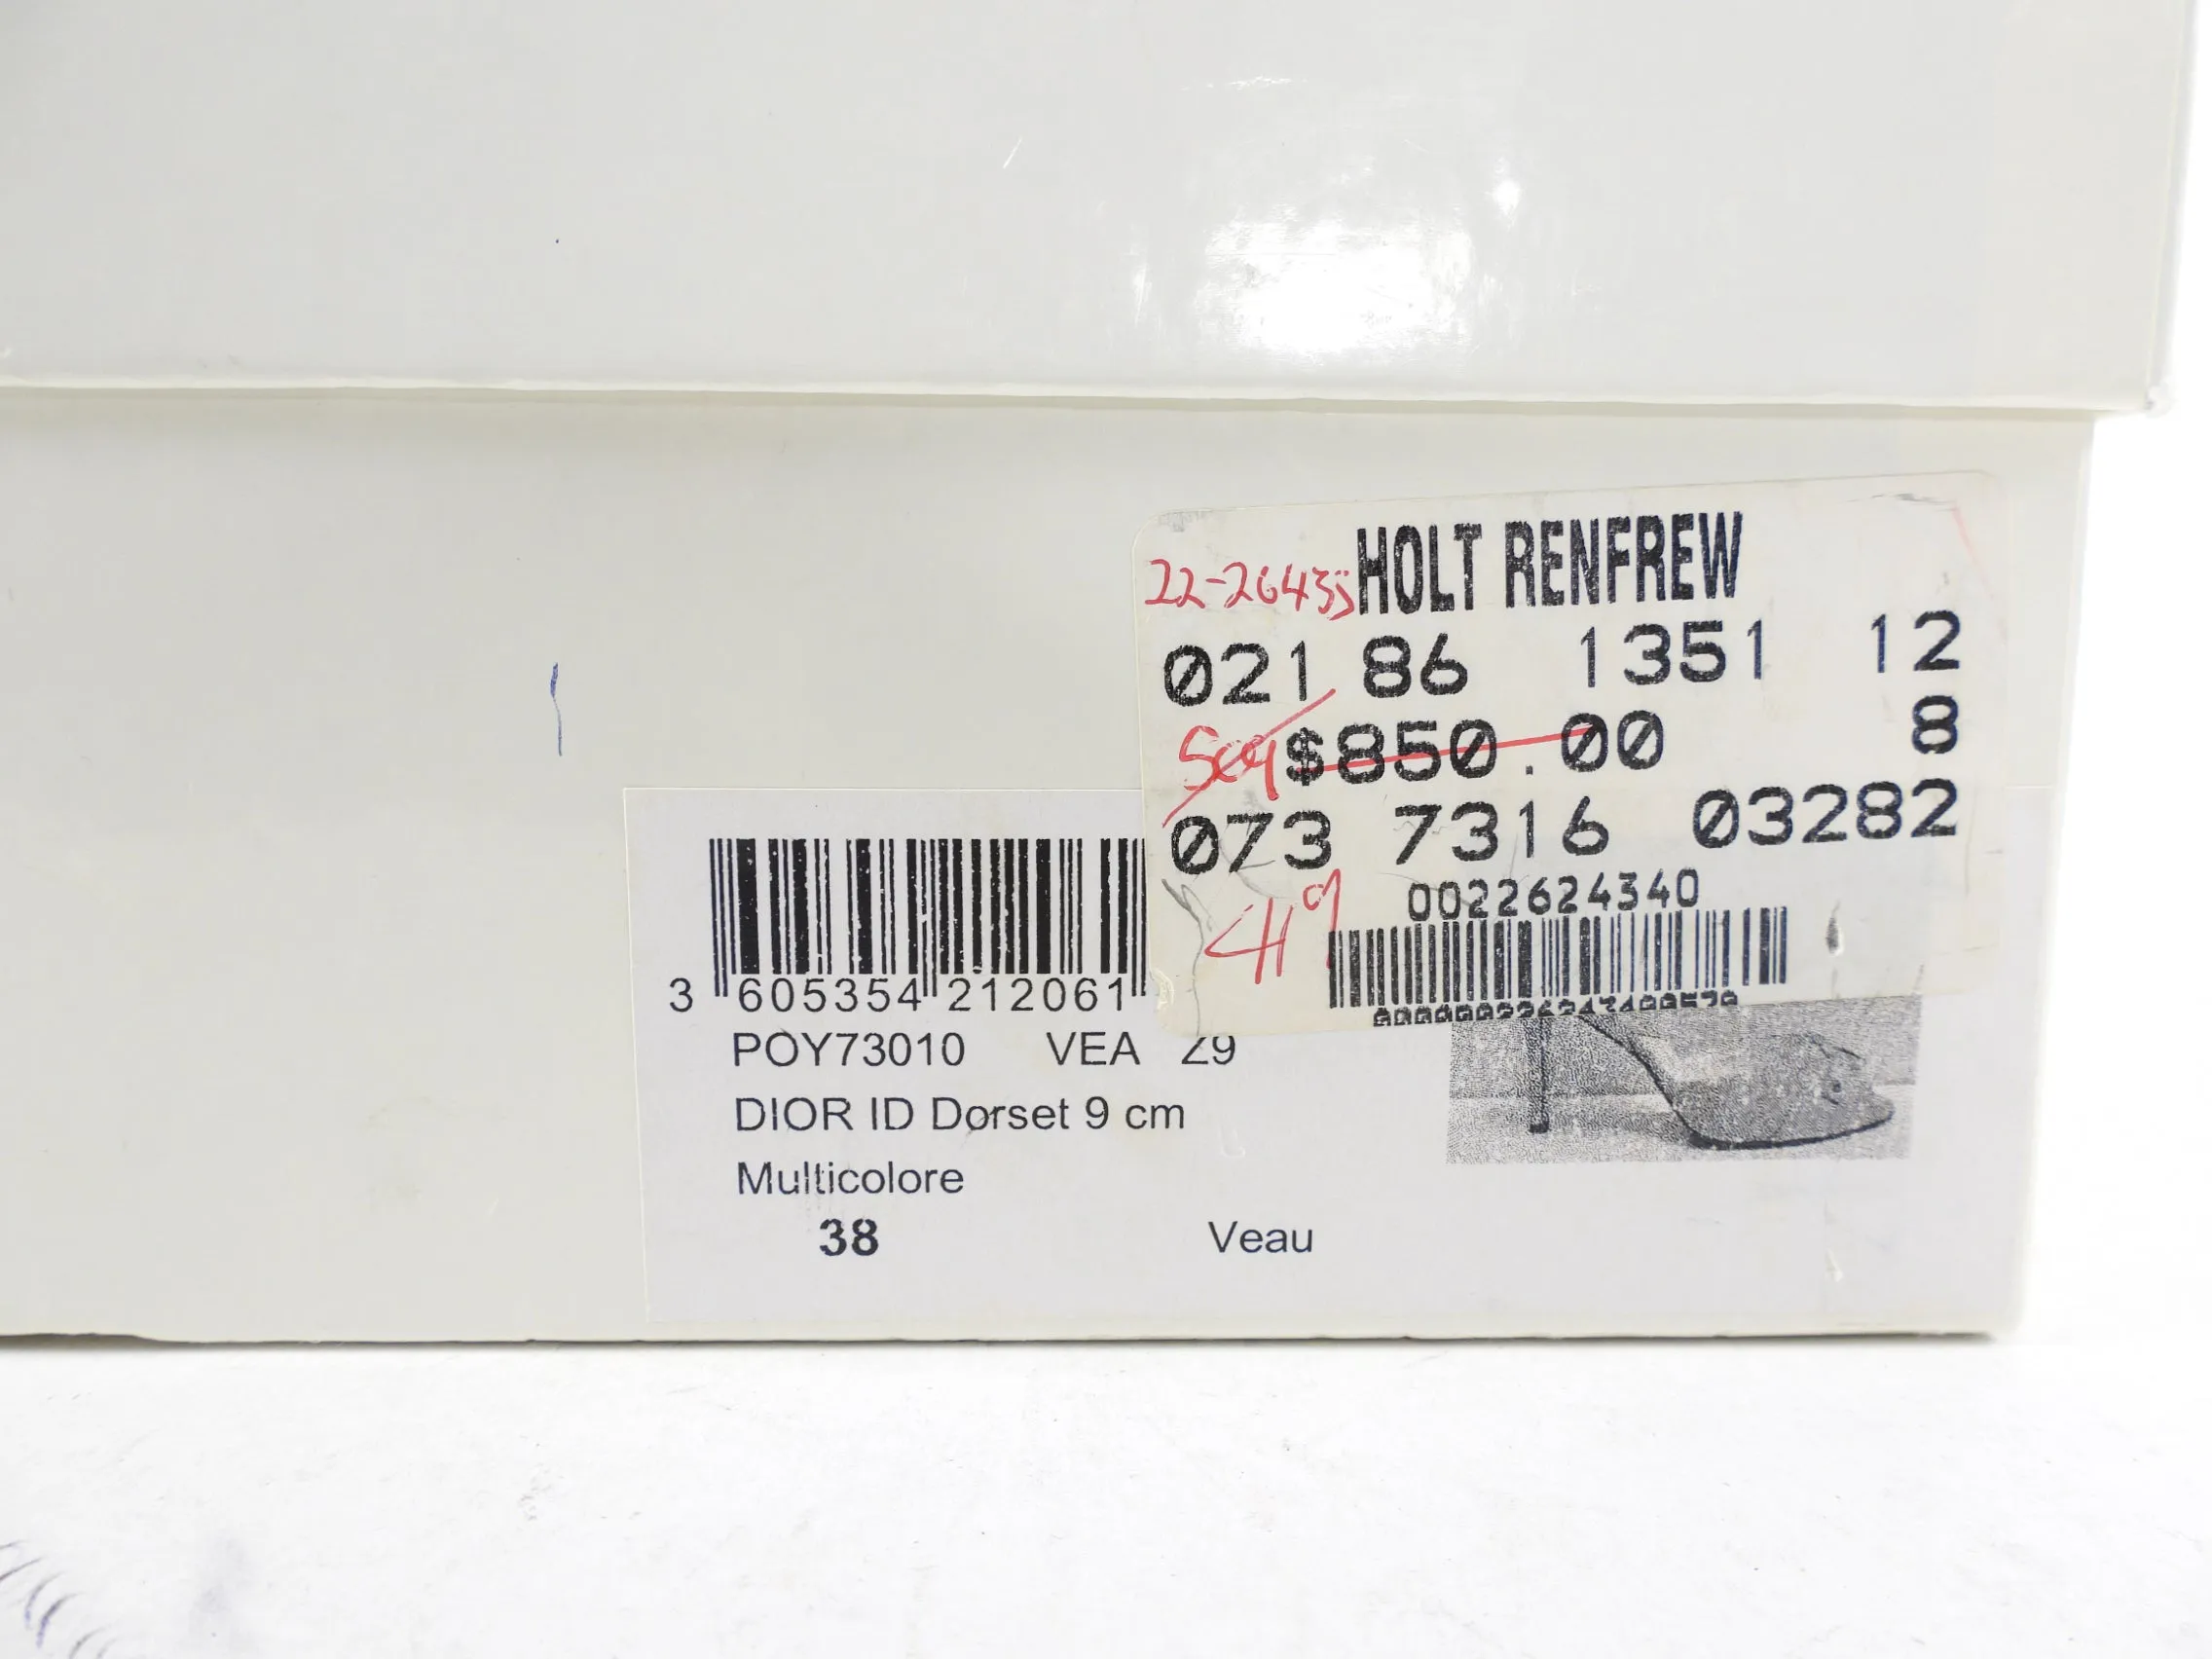 HOLT RENFREW
22-26435
021 86 1351 12
$850.00 8
073 7316 03282
419
0022624340
3 605354 212061
POY73010 VEA Z9
DIOR ID Dorset 9 cm
Multicolore
38 Veau